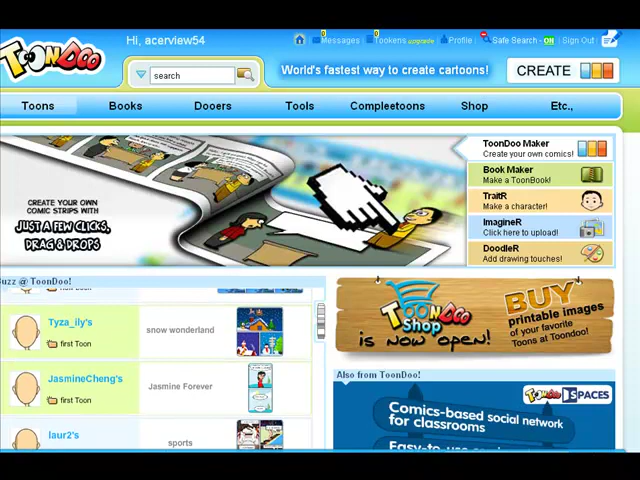 Hi, acerview54
Messages
Tookens upgrade
Profile
Safe Search - ON
Sign Out
TOONDOO
search
World's fastest way to create cartoons!
CREATE
Toons
Books
Dooers
Tools
Compleetoons
Shop
Etc.,
CREATE YOUR OWN
COMIC STRIPS WITH
JUST A FEW CLICKS,
DRAG & DROPS
ToonDoo Maker
Create your own comics!
Book Maker
Make a ToonBook!
TraitR
Make a character!
ImagineR
Click here to upload!
DoodleR
Add drawing touches!
Buzz @ ToonDoo!
Tyza_ily's
first Toon
snow wonderland
JasmineCheng's
first Toon
Jasmine Forever
laur2's
sports
TOONDOO
Shop
is now open!
BUY
printable images
of your favorite
Toons at Toondoo!
Also from ToonDoo!
TOONDOO SPACES
Comics-based social network
for classrooms